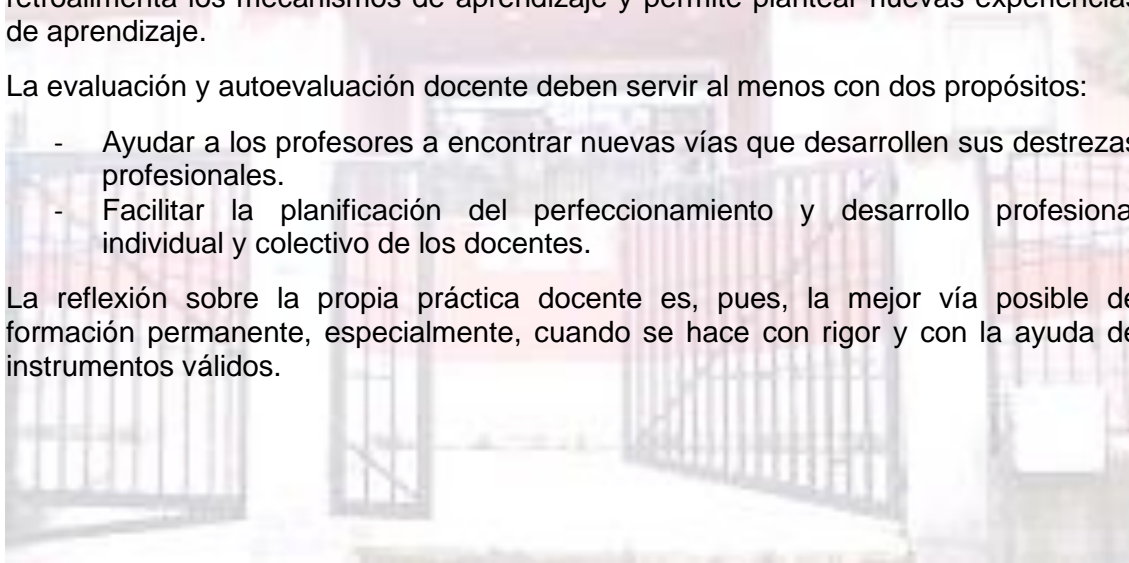 retroalimenta los mecanismos de aprendizaje y permite plantear nuevas experiencias
de aprendizaje.
La evaluación y autoevaluación docente deben servir al menos con dos propósitos:
- Ayudar a los profesores a encontrar nuevas vías que desarrollen sus destrezas
profesionales.
- Facilitar la planificación del perfeccionamiento y desarrollo profesional
individual y colectivo de los docentes.
La reflexión sobre la propia práctica docente es, pues, la mejor vía posible de
formación permanente, especialmente, cuando se hace con rigor y con la ayuda de
instrumentos válidos.